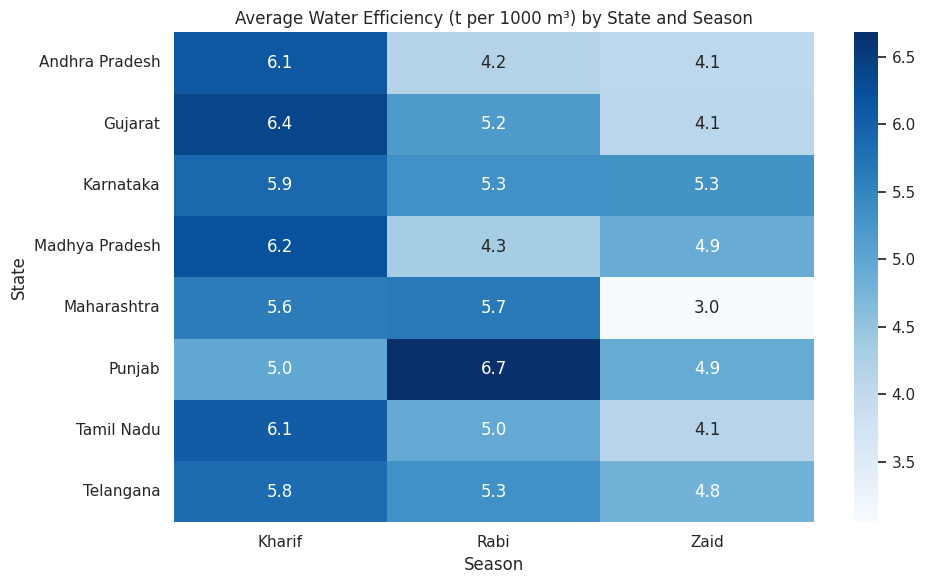 Average Water Efficiency (t per 1000 m³) by State and Season
Andhra Pradesh 6.1 4.2 4.1
Gujarat 6.4 5.2 4.1
Karnataka 5.9 5.3 5.3
Madhya Pradesh 6.2 4.3 4.9
Maharashtra 5.6 5.7 3.0
Punjab 5.0 6.7 4.9
Tamil Nadu 6.1 5.0 4.1
Telangana 5.8 5.3 4.8
Kharif Rabi Zaid
Season
State
6.5
6.0
5.5
5.0
4.5
4.0
3.5